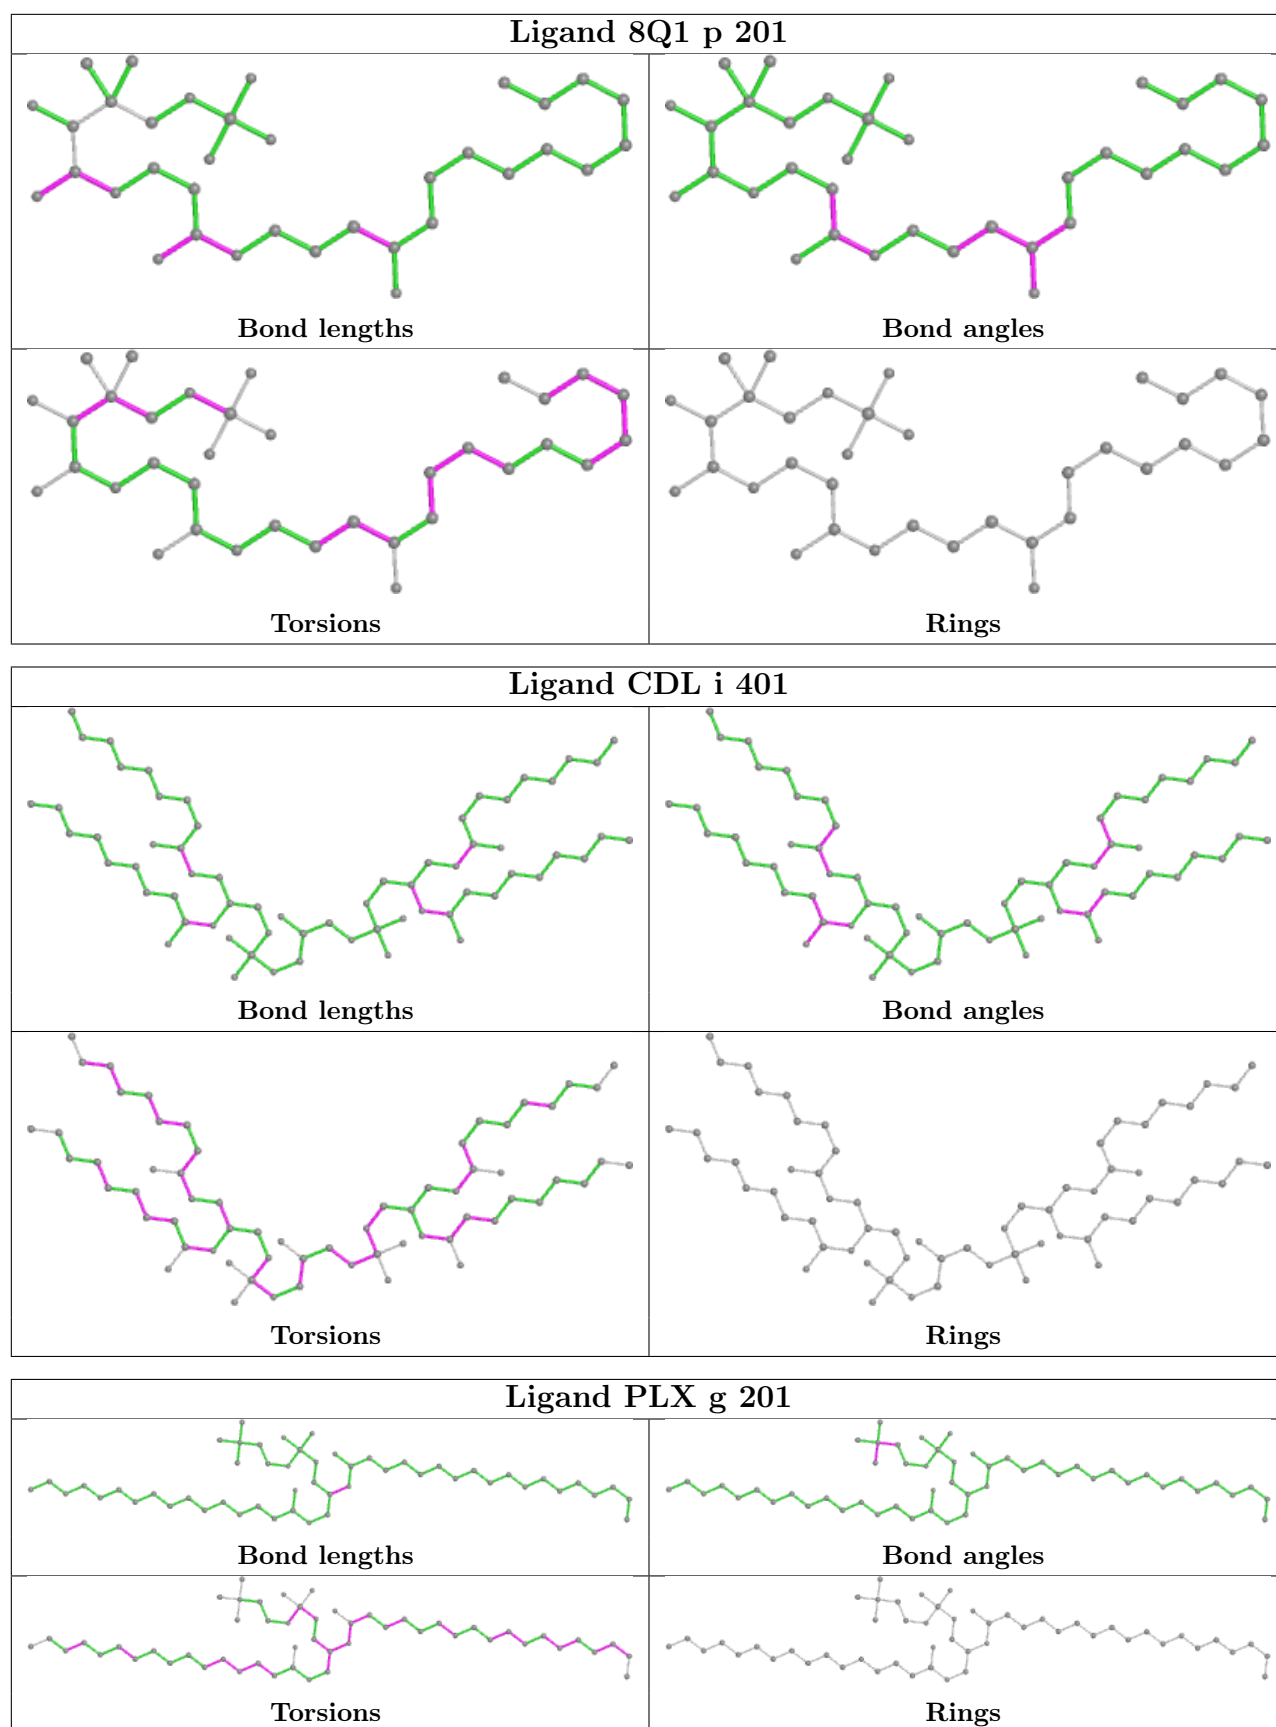 Ligand 8Q1 p 201
Bond lengths
Bond angles
Torsions
Rings
Ligand CDL i 401
Bond lengths
Bond angles
Torsions
Rings
Ligand PLX g 201
Bond lengths
Bond angles
Torsions
Rings